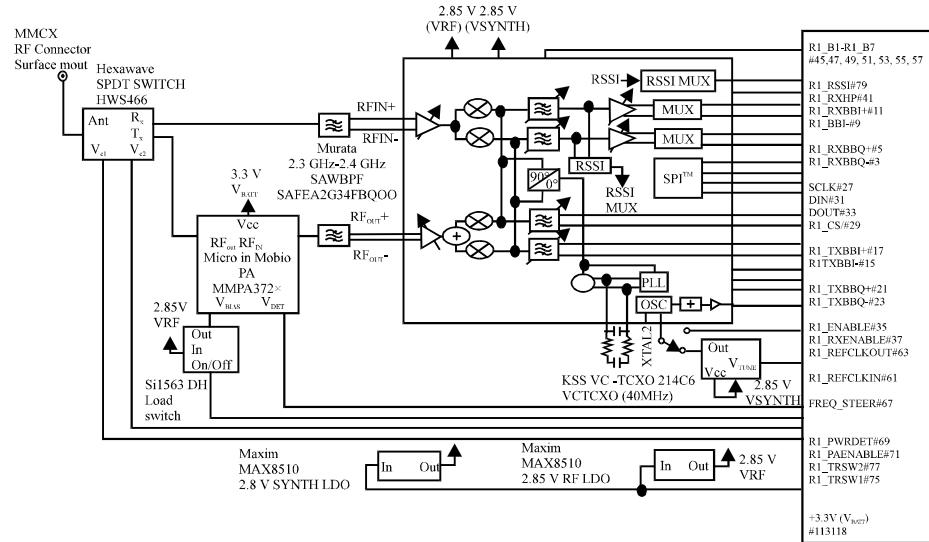 2.85 V 2.85 V
(VRF) (VSYNTH)
MMCX
RF Connector
Surface mout
Hexawave
SPDT SWITCH
HWS466
Ant
Rx
Tx
Vc1
Vc2
RFIN+
RFIN-
Murata
2.3 GHz-2.4 GHz
SAWBPF
SAFEA2G34FBQOO
3.3 V
VBATT
Vcc
RFout RFIN
Micro in Mobio
PA
MMPA372×
VBIAS VDET
RFOUT+
RFOUT-
2.85V
VRF
Out
In
On/Off
Si1563 DH
Load
switch
RSSI
RSSI MUX
MUX
MUX
RSSI
RSSI
MUX
SPI™
90°
0°
PLL
OSC
XTAL2
KSS VC -TCXO 214C6
VCTCXO (40MHz)
Out
VTUNE
Vcc
2.85 V
VSYNTH
Maxim
MAX8510
2.8 V SYNTH LDO
In Out
Maxim
MAX8510
2.85 V RF LDO
In Out
2.85 V
VRF
R1_B1-R1_B7
#45,47, 49, 51, 53, 55, 57
R1_RSSI#79
R1_RXHP#41
R1_RXBBI+#11
R1_BBI-#9
R1_RXBBQ+#5
R1_RXBBQ-#3
SCLK#27
DIN#31
DOUT#33
R1_CS/#29
R1_TXBBI+#17
R1TXBBI-#15
R1_TXBBQ+#21
R1_TXBBQ-#23
R1_ENABLE#35
R1_RXENABLE#37
R1_REFCLKOUT#63
R1_REFCLKIN#61
FREQ_STEER#67
R1_PWRDET#69
R1_PAENABLE#71
R1_TRSW2#77
R1_TRSW1#75
+3.3V (VBATT)
#113118